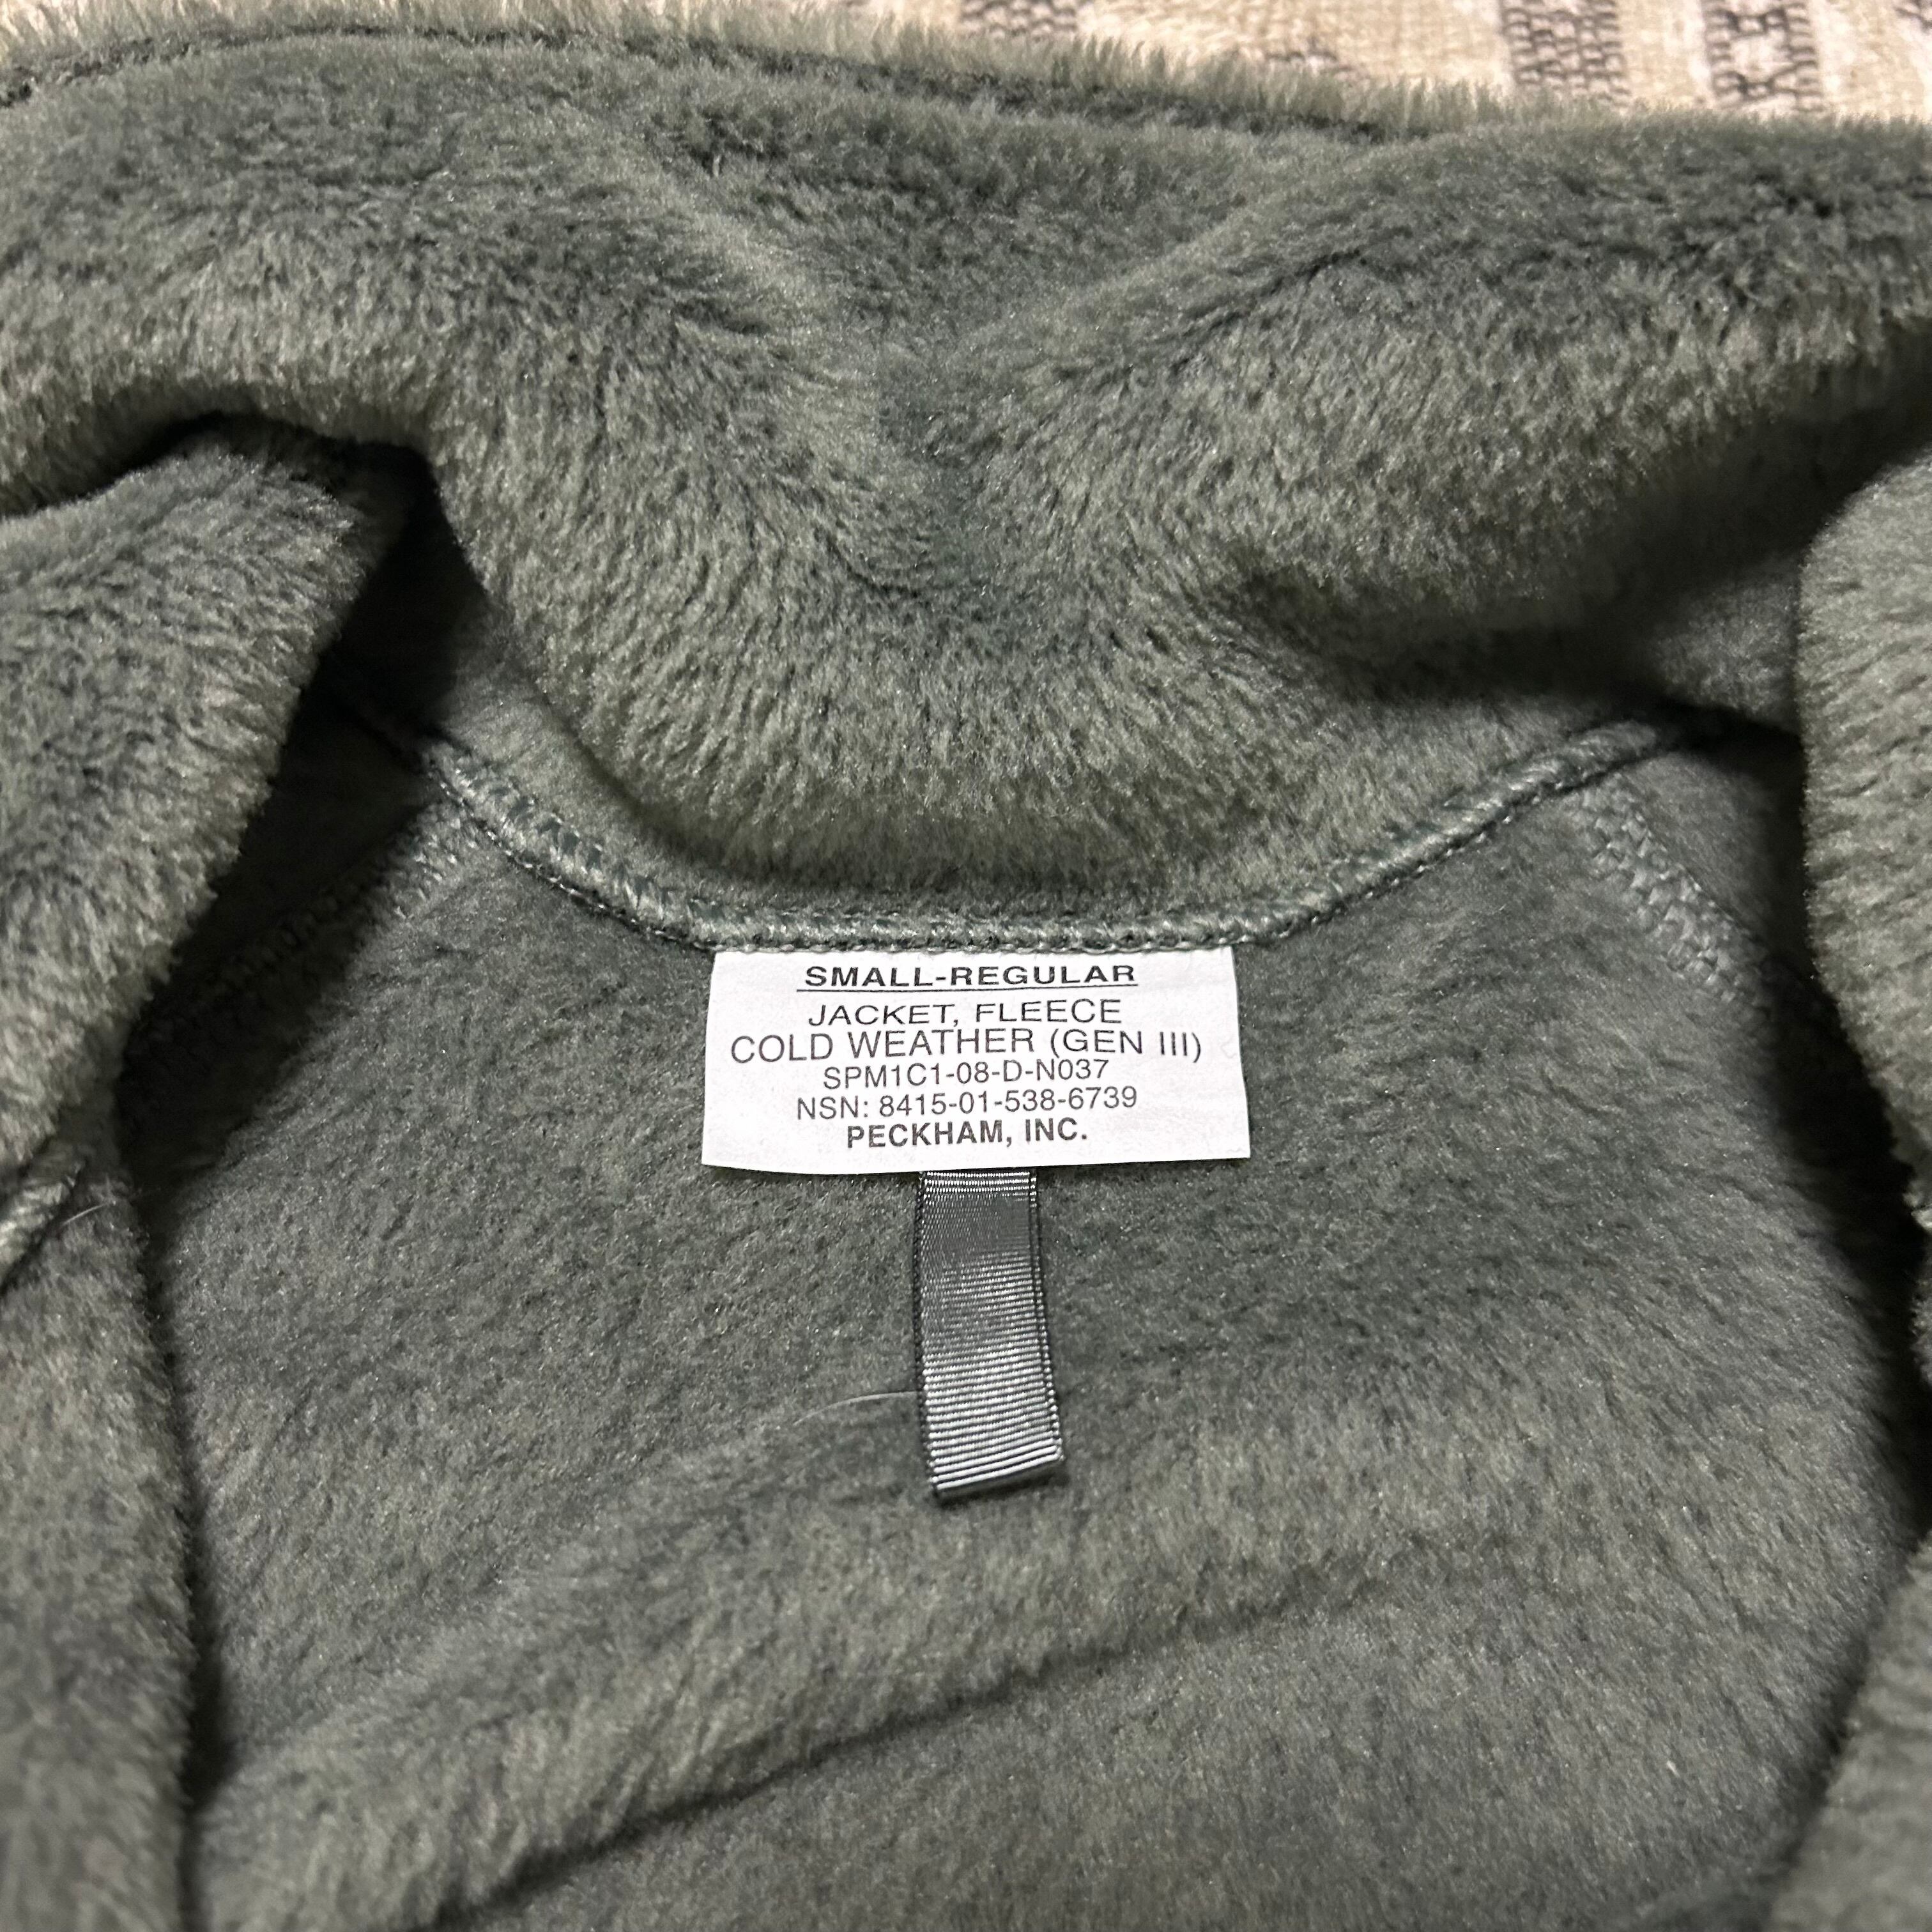 SMALL-REGULAR
JACKET, FLEECE
COLD WEATHER (GEN III)
SPM1C1-08-D-N037
NSN: 8415-01-538-6739
PECKHAM, INC.